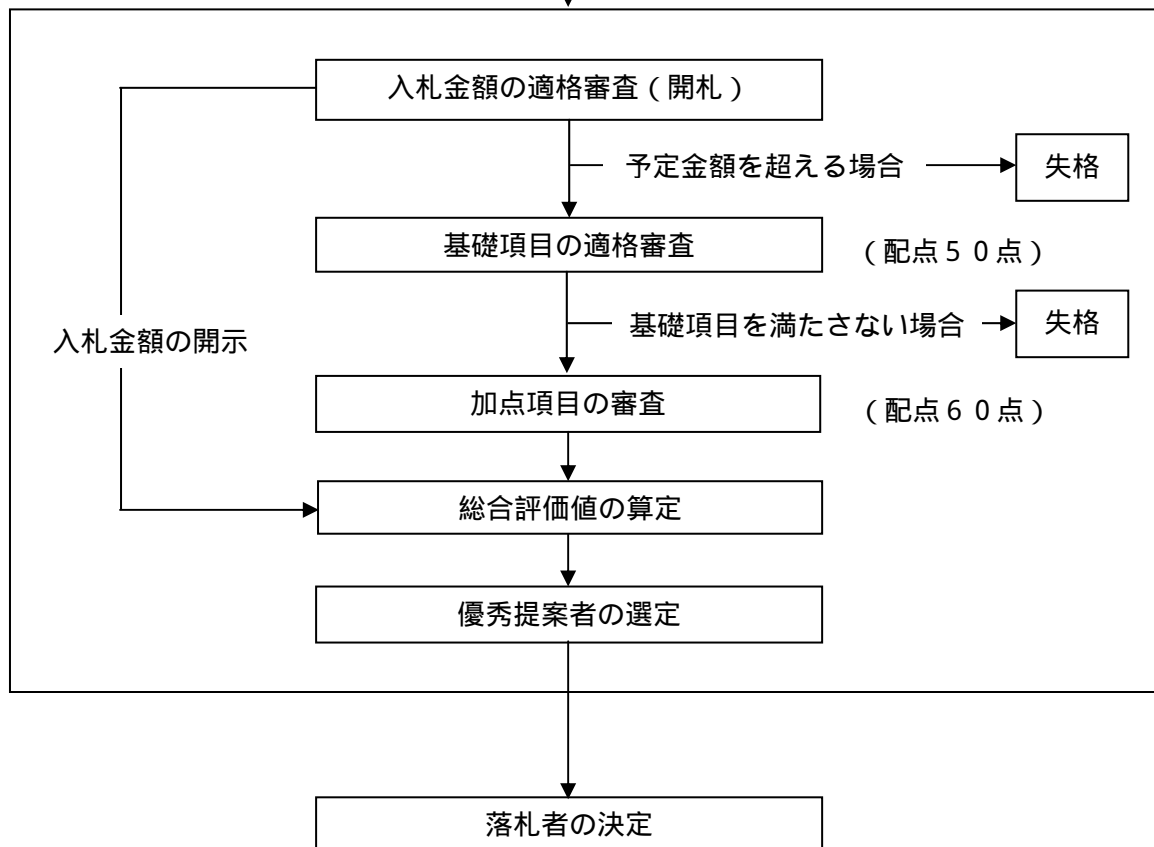 入札金額の適格審査（開札）
予定金額を超える場合
失格
基礎項目の適格審査
（配点５０点）
基礎項目を満たさない場合
失格
入札金額の開示
加点項目の審査
（配点６０点）
総合評価値の算定
優秀提案者の選定
落札者の決定